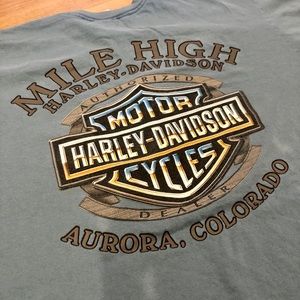 MILE HIGH
HARLEY-DAVIDSON
AUTHORIZED
MOTOR
HARLEY-DAVIDSON
CYCLES
DEALER
AURORA, COLORADO